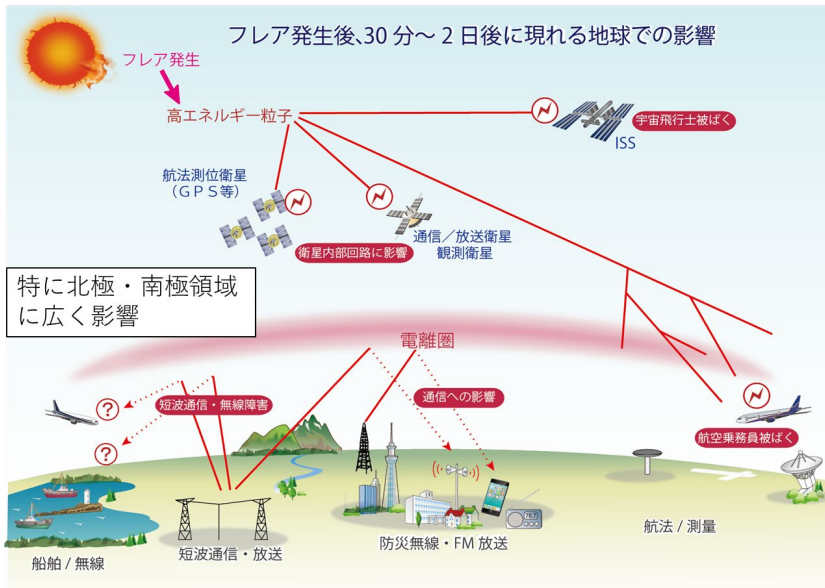 フレア発生後、30分～2日後に現れる地球での影響
フレア発生
高エネルギー粒子
宇宙飛行士被ばく
ISS
航法測位衛星
（ＧＰＳ等）
衛星内部回路に影響
通信／放送衛星
観測衛星
特に北極・南極領域
に広く影響
電離圏
短波通信・無線障害
?
?
通信への影響
航空乗務員被ばく
船舶/無線
短波通信・放送
防災無線・FM放送
78.7
航法/測量